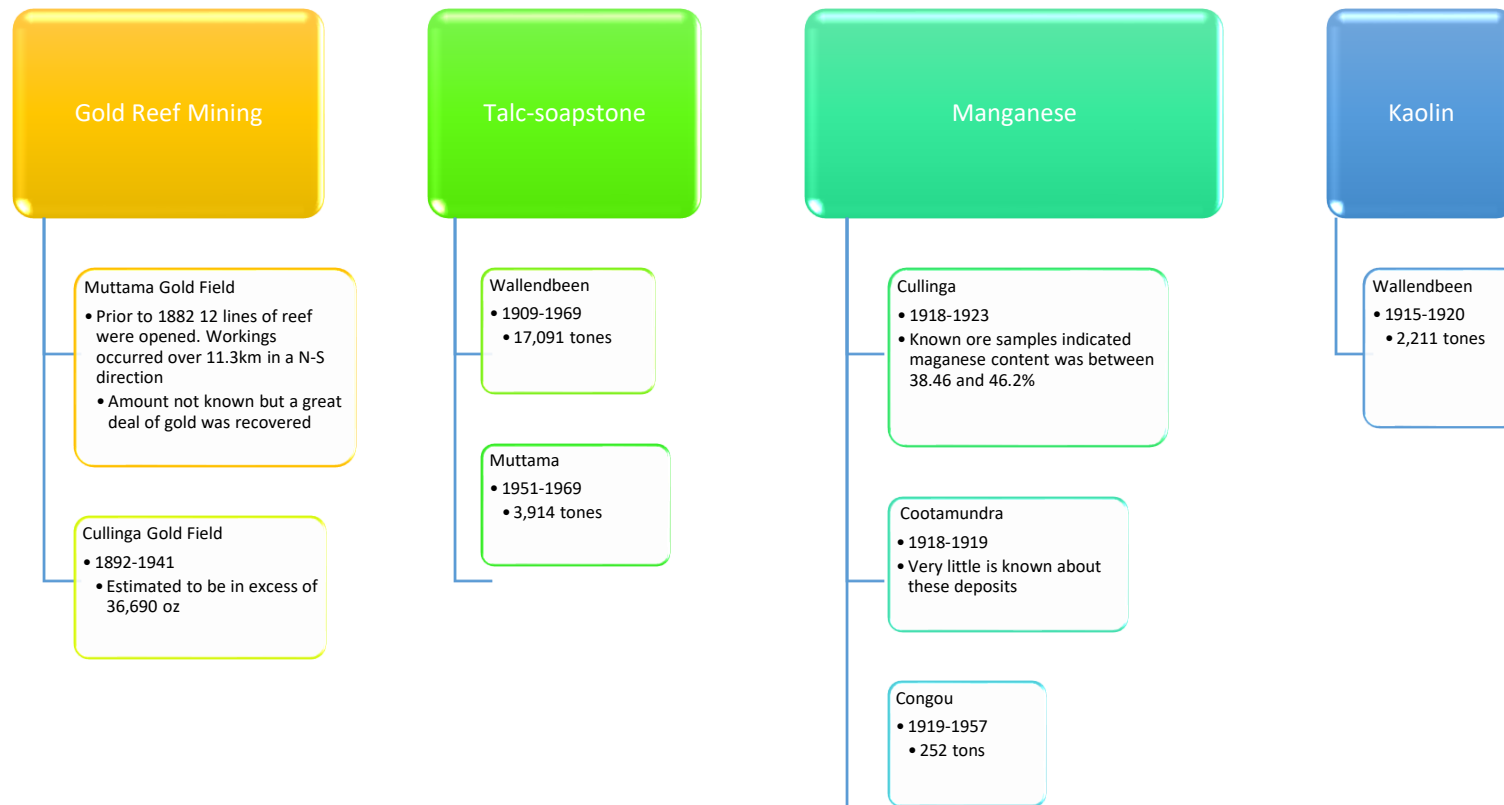 Gold Reef Mining
Muttama Gold Field
• Prior to 1882 12 lines of reef
were opened. Workings
occurred over 11.3km in a N-S
direction
• Amount not known but a great
deal of gold was recovered
Cullinga Gold Field
• 1892-1941
• Estimated to be in excess of
36,690 oz
Talc-soapstone
Wallendbeen
• 1909-1969
• 17,091 tones
Muttama
• 1951-1969
• 3,914 tones
Manganese
Cullinga
• 1918-1923
• Known ore samples indicated
maganese content was between
38.46 and 46.2%
Cootamundra
• 1918-1919
• Very little is known about
these deposits
Congou
• 1919-1957
• 252 tons
Kaolin
Wallendbeen
• 1915-1920
• 2,211 tones